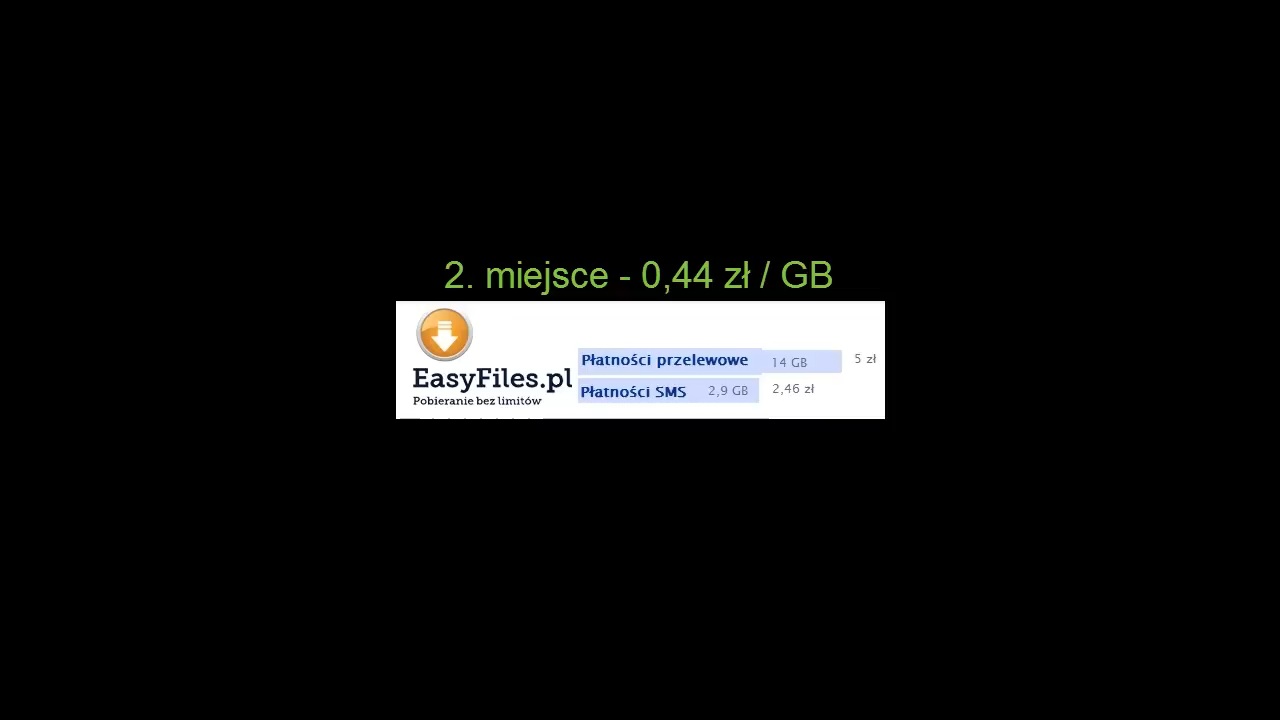 2. miejsce - 0,44 zł / GB
EasyFiles.pl
Pobieranie bez limitów
Płatności przelewowe 14 GB 5 zł
Płatności SMS 2,9 GB 2,46 zł